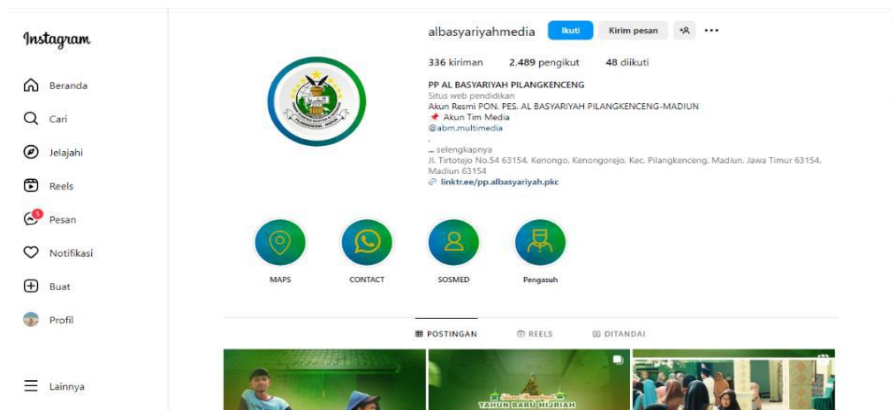 Instagram
Beranda
Cari
Jelajahi
Reels
5
Pesan
Notifikasi
Buat
Profil
Lainnya
albasyariyahmedia Ikuti Kirim pesan
336 kiriman 2.489 pengikut 48 diikuti
PP AL BASYARIYAH PILANGKENCENG
Situs web pendidikan
Akun Resmi PON. PES. AL BASYARIYAH PILANGKENCENG-MADIUN
📌 Akun Tim Media
@abm.multimedia
.
... selengkapnya
Jl. Tirtotejo No.54 63154, Kenongo, Kenongorejo, Kec. Pilangkenceng, Madiun, Jawa Timur 63154,
Madiun 63154
linktr.ee/pp.albasyariyah.pkc
MAPS CONTACT SOSMED Pengasuh
POSTINGAN REELS DITANDAI
TAHUN BARU HIJRIAH